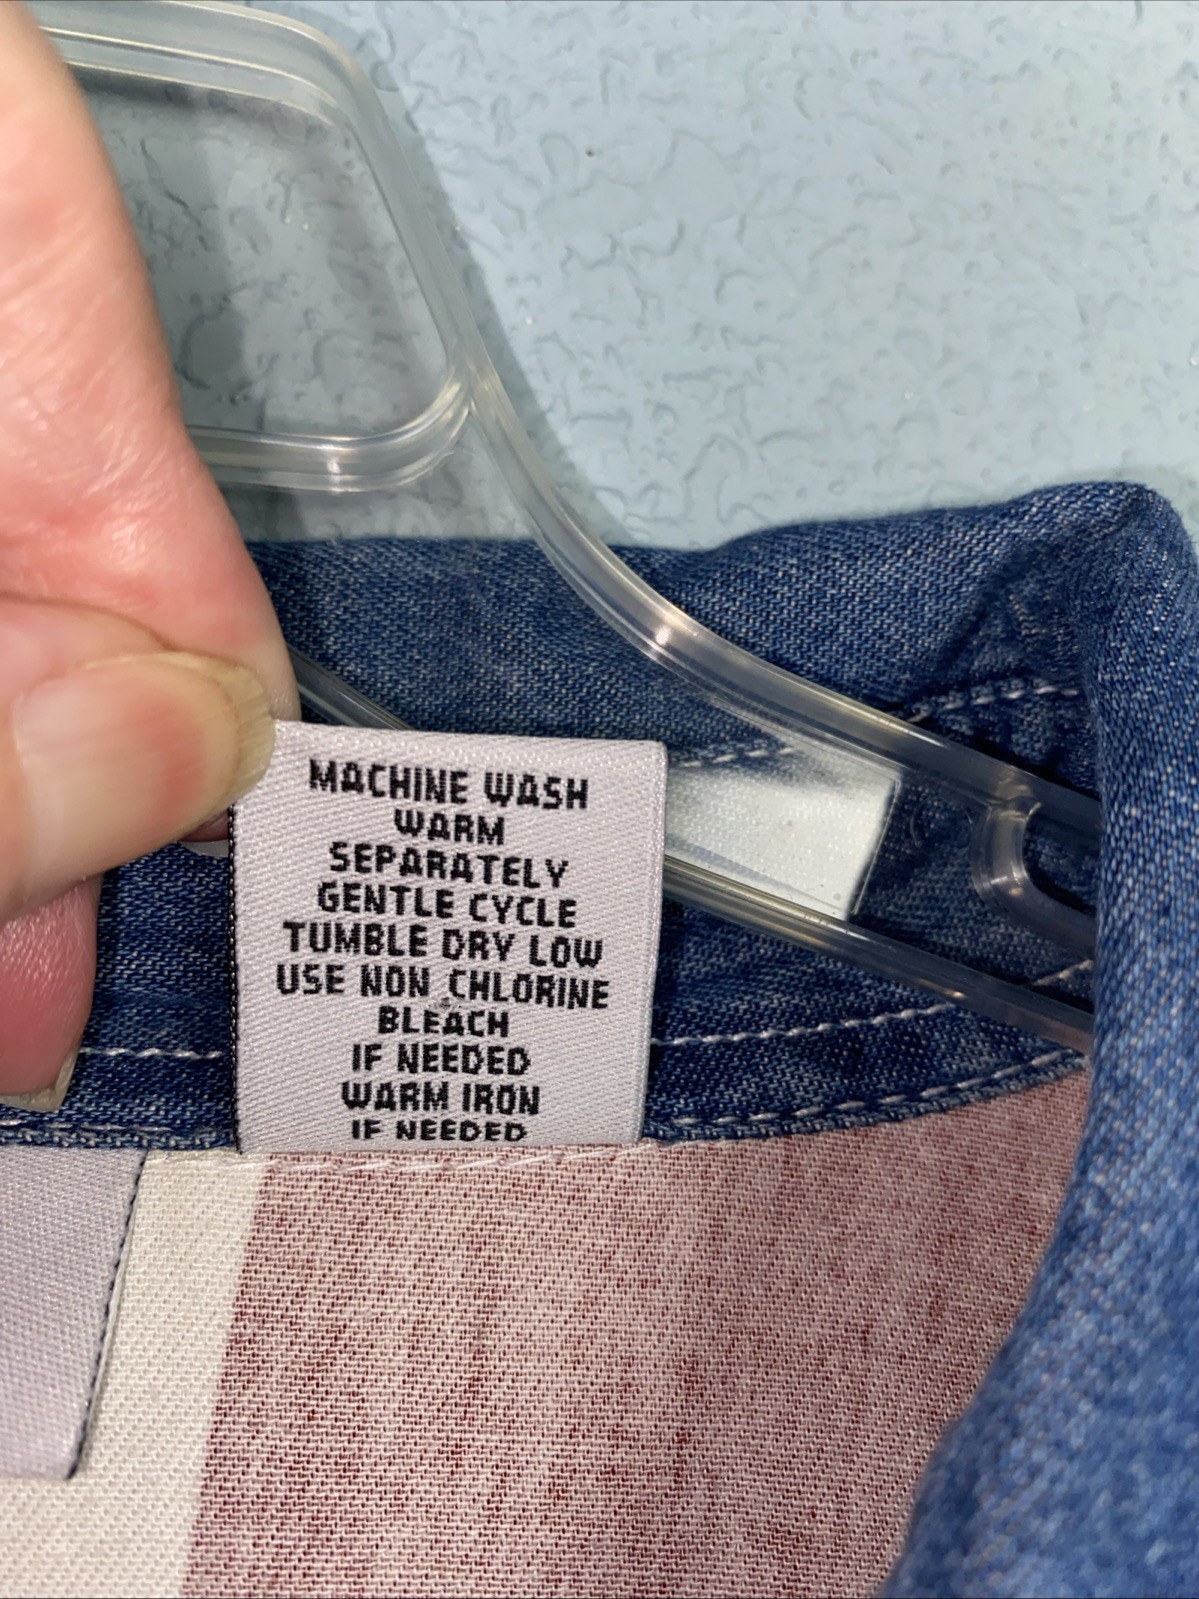 MACHINE WASH
WARM
SEPARATELY
GENTLE CYCLE
TUMBLE DRY LOW
USE NON CHLORINE
BLEACH
IF NEEDED
WARM IRON
IF NEEDED